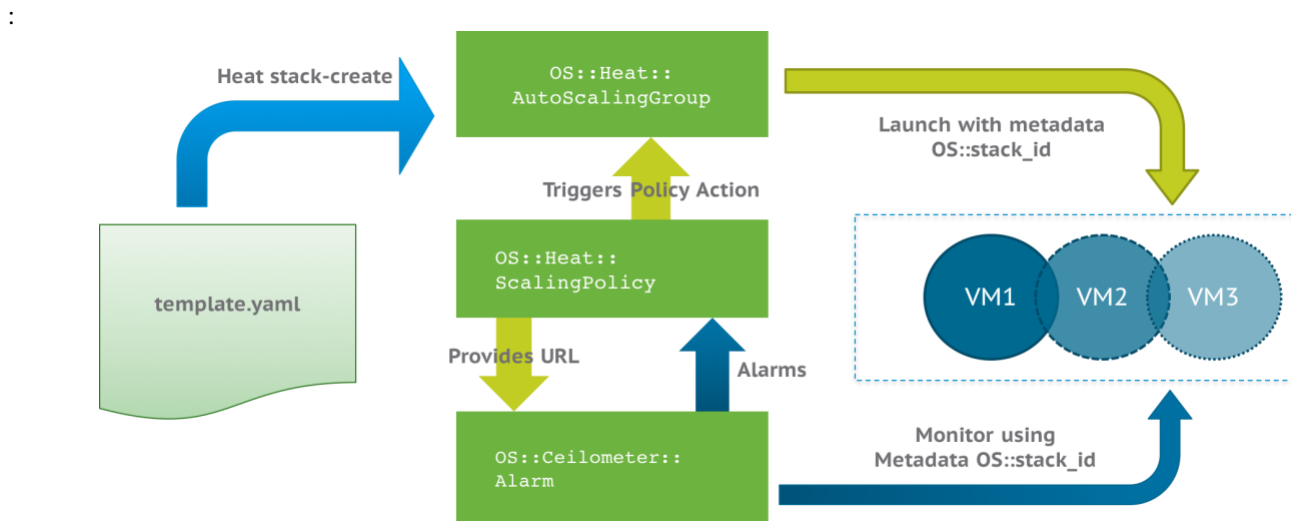 :
Heat stack-create
OS::Heat::
AutoScalingGroup
Launch with metadata
OS::stack_id
Triggers Policy Action
OS::Heat::
ScalingPolicy
template.yaml
VM1
VM2
VM3
Provides URL
Alarms
OS::Ceilometer::
Alarm
Monitor using
Metadata OS::stack_id